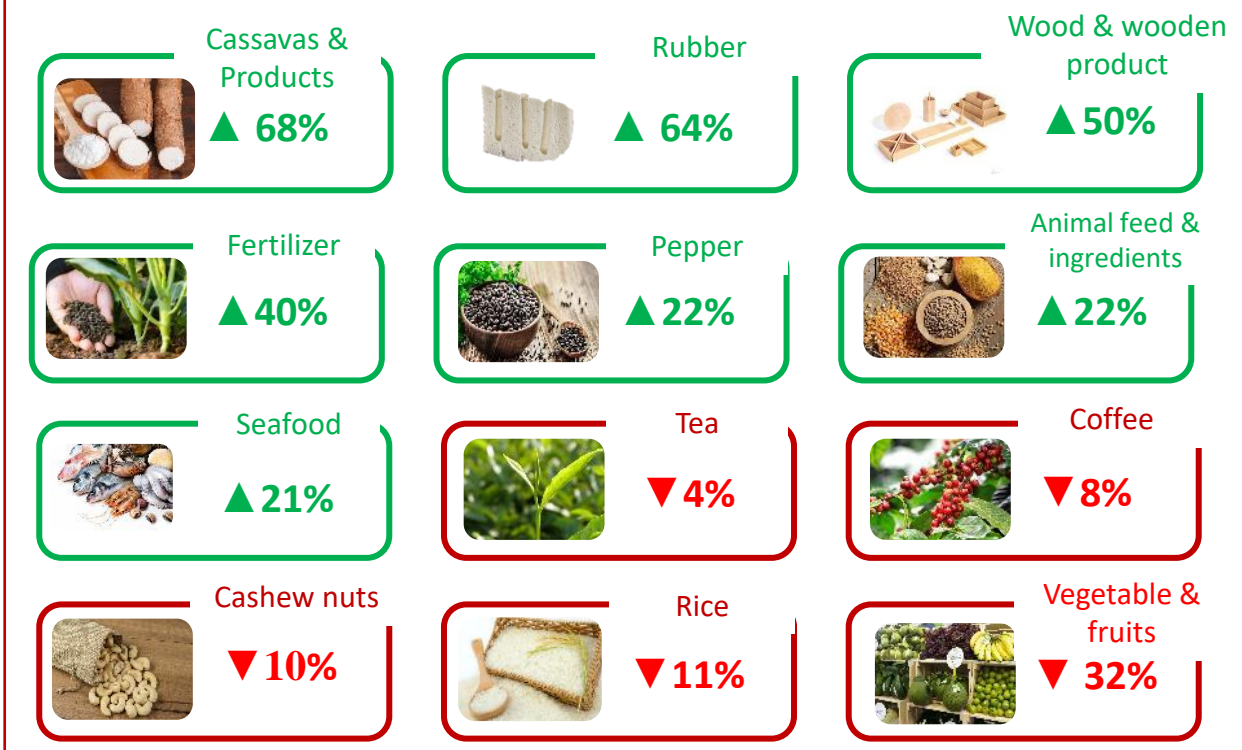 Cassavas &
Products
▲ 68%
Rubber
▲ 64%
Wood & wooden
product
▲ 50%
Fertilizer
▲ 40%
Pepper
▲ 22%
Animal feed &
ingredients
▲ 22%
Seafood
▲ 21%
Tea
▼ 4%
Coffee
▼ 8%
Cashew nuts
▼ 10%
Rice
▼ 11%
Vegetable &
fruits
▼ 32%